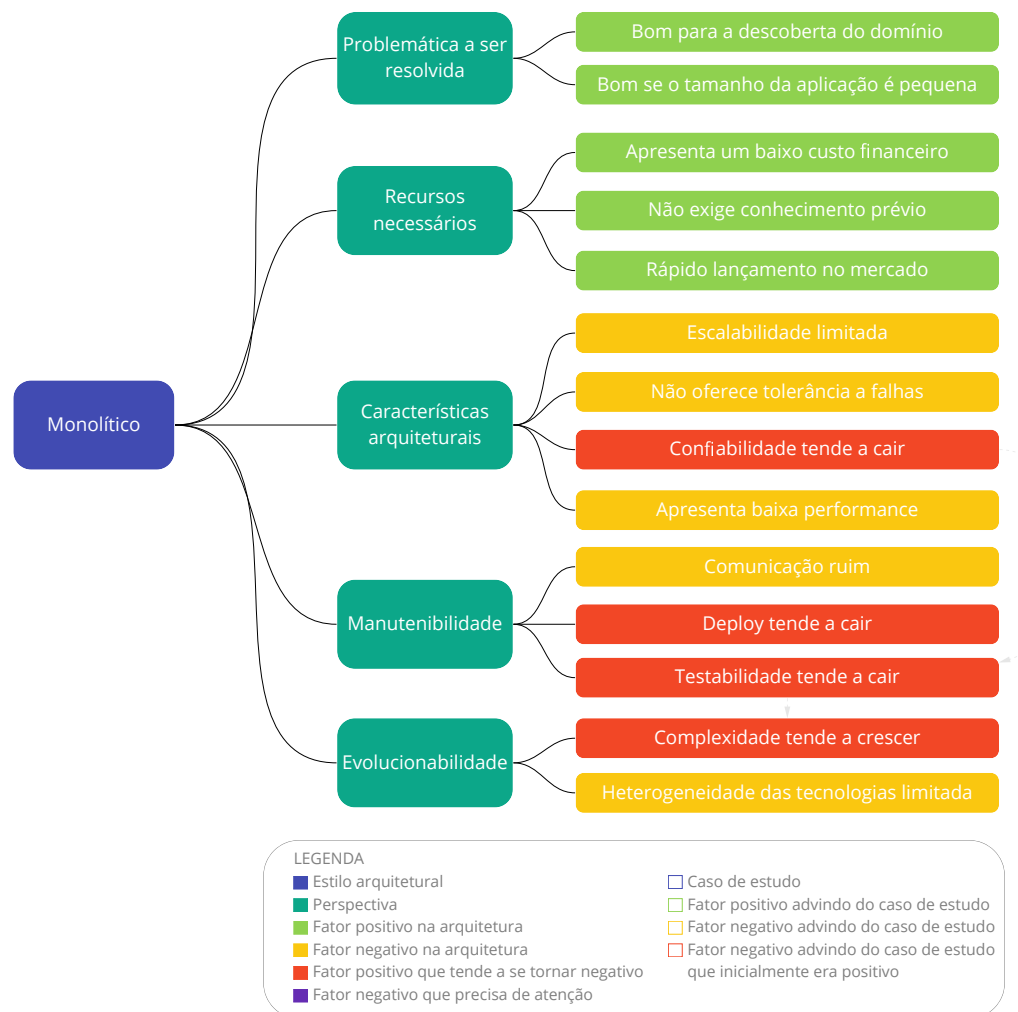 Problemática a ser
resolvida
Bom para a descoberta do domínio
Bom se o tamanho da aplicação é pequena
Recursos
necessários
Apresenta um baixo custo financeiro
Não exige conhecimento prévio
Rápido lançamento no mercado
Monolítico
Características
arquiteturais
Escalabilidade limitada
Não oferece tolerância a falhas
Confiabilidade tende a cair
Apresenta baixa performance
Manutenibilidade
Comunicação ruim
Deploy tende a cair
Testabilidade tende a cair
Evolucionabilidade
Complexidade tende a crescer
Heterogeneidade das tecnologias limitada
LEGENDA
Estilo arquitetural
Perspectiva
Fator positivo na arquitetura
Fator negativo na arquitetura
Fator positivo que tende a se tornar negativo
Fator negativo que precisa de atenção
Caso de estudo
Fator positivo advindo do caso de estudo
Fator negativo advindo do caso de estudo
Fator negativo advindo do caso de estudo
que inicialmente era positivo